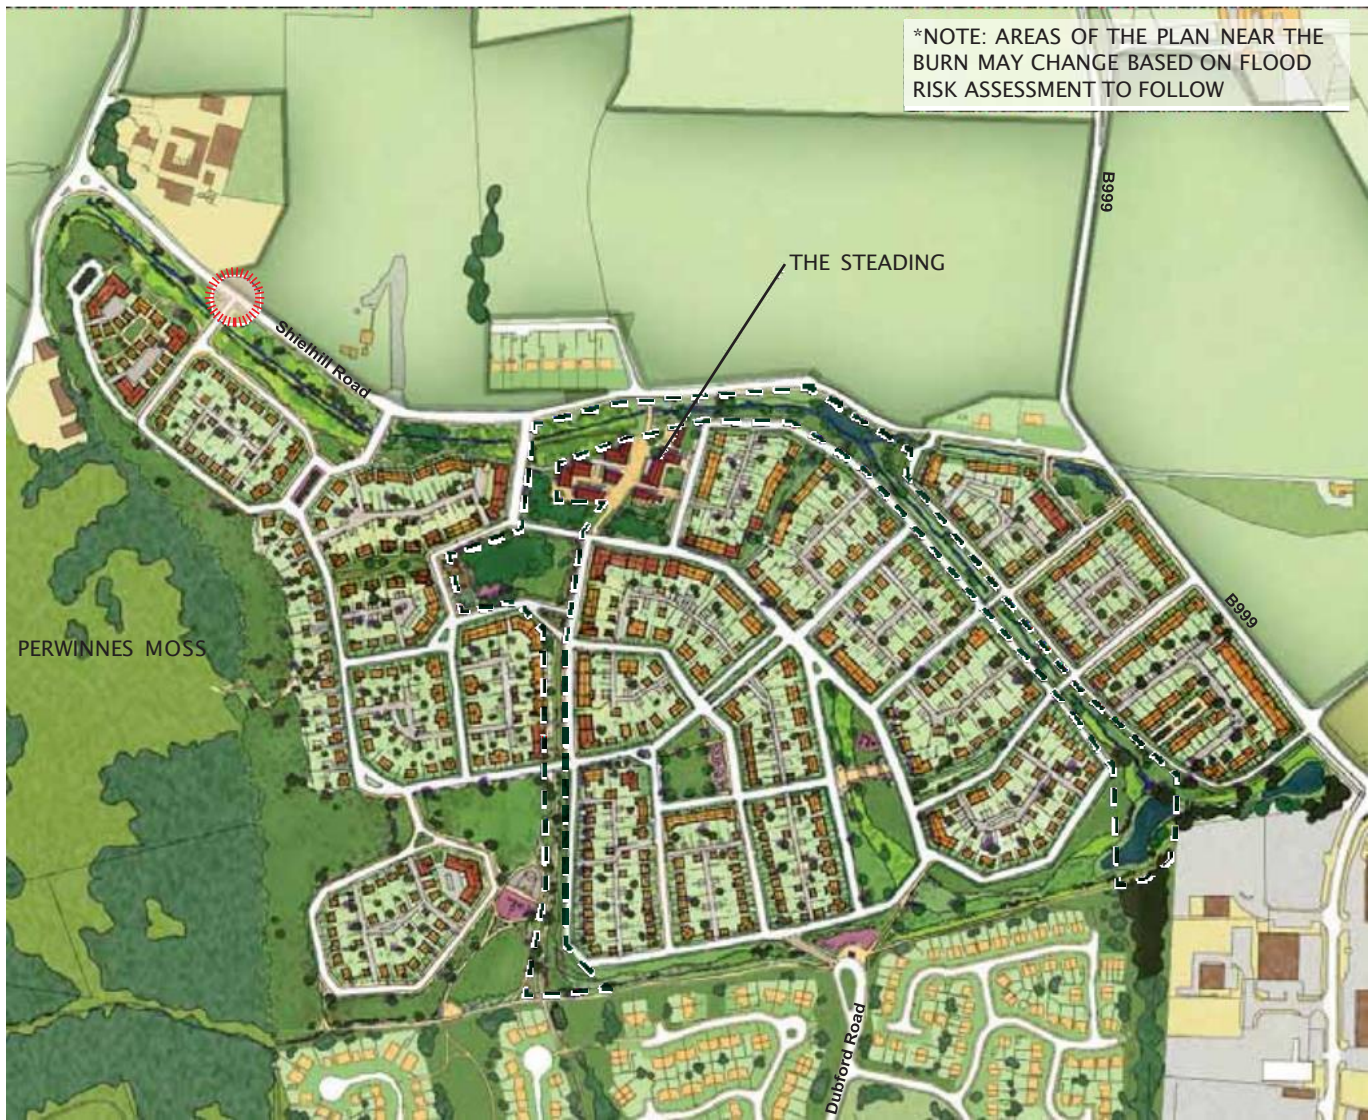 *NOTE: AREAS OF THE PLAN NEAR THE
BURN MAY CHANGE BASED ON FLOOD
RISK ASSESSMENT TO FOLLOW
B999
THE STEADING
Shielhill Road
B999
PERWINNES MOSS
Dubford Road